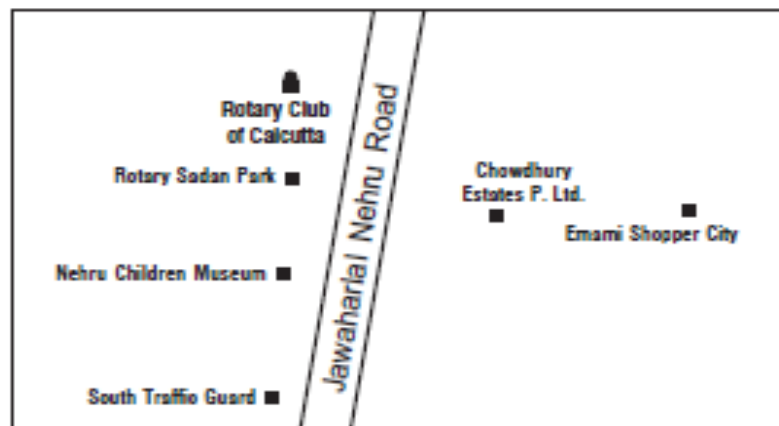 Rotary Club
of Calcutta
Rotary Sadan Park
Nehru Children Museum
South Traffic Guard
Jawaharlal Nehru Road
Chowdhury
Estates P. Ltd.
Emami Shopper City